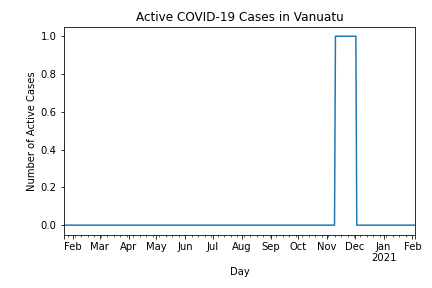 Active COVID-19 Cases in Vanuatu
Number of Active Cases
1.0
0.8
0.6
0.4
0.2
0.0
Feb Mar Apr May Jun Jul Aug Sep Oct Nov Dec Jan Feb
2021
Day